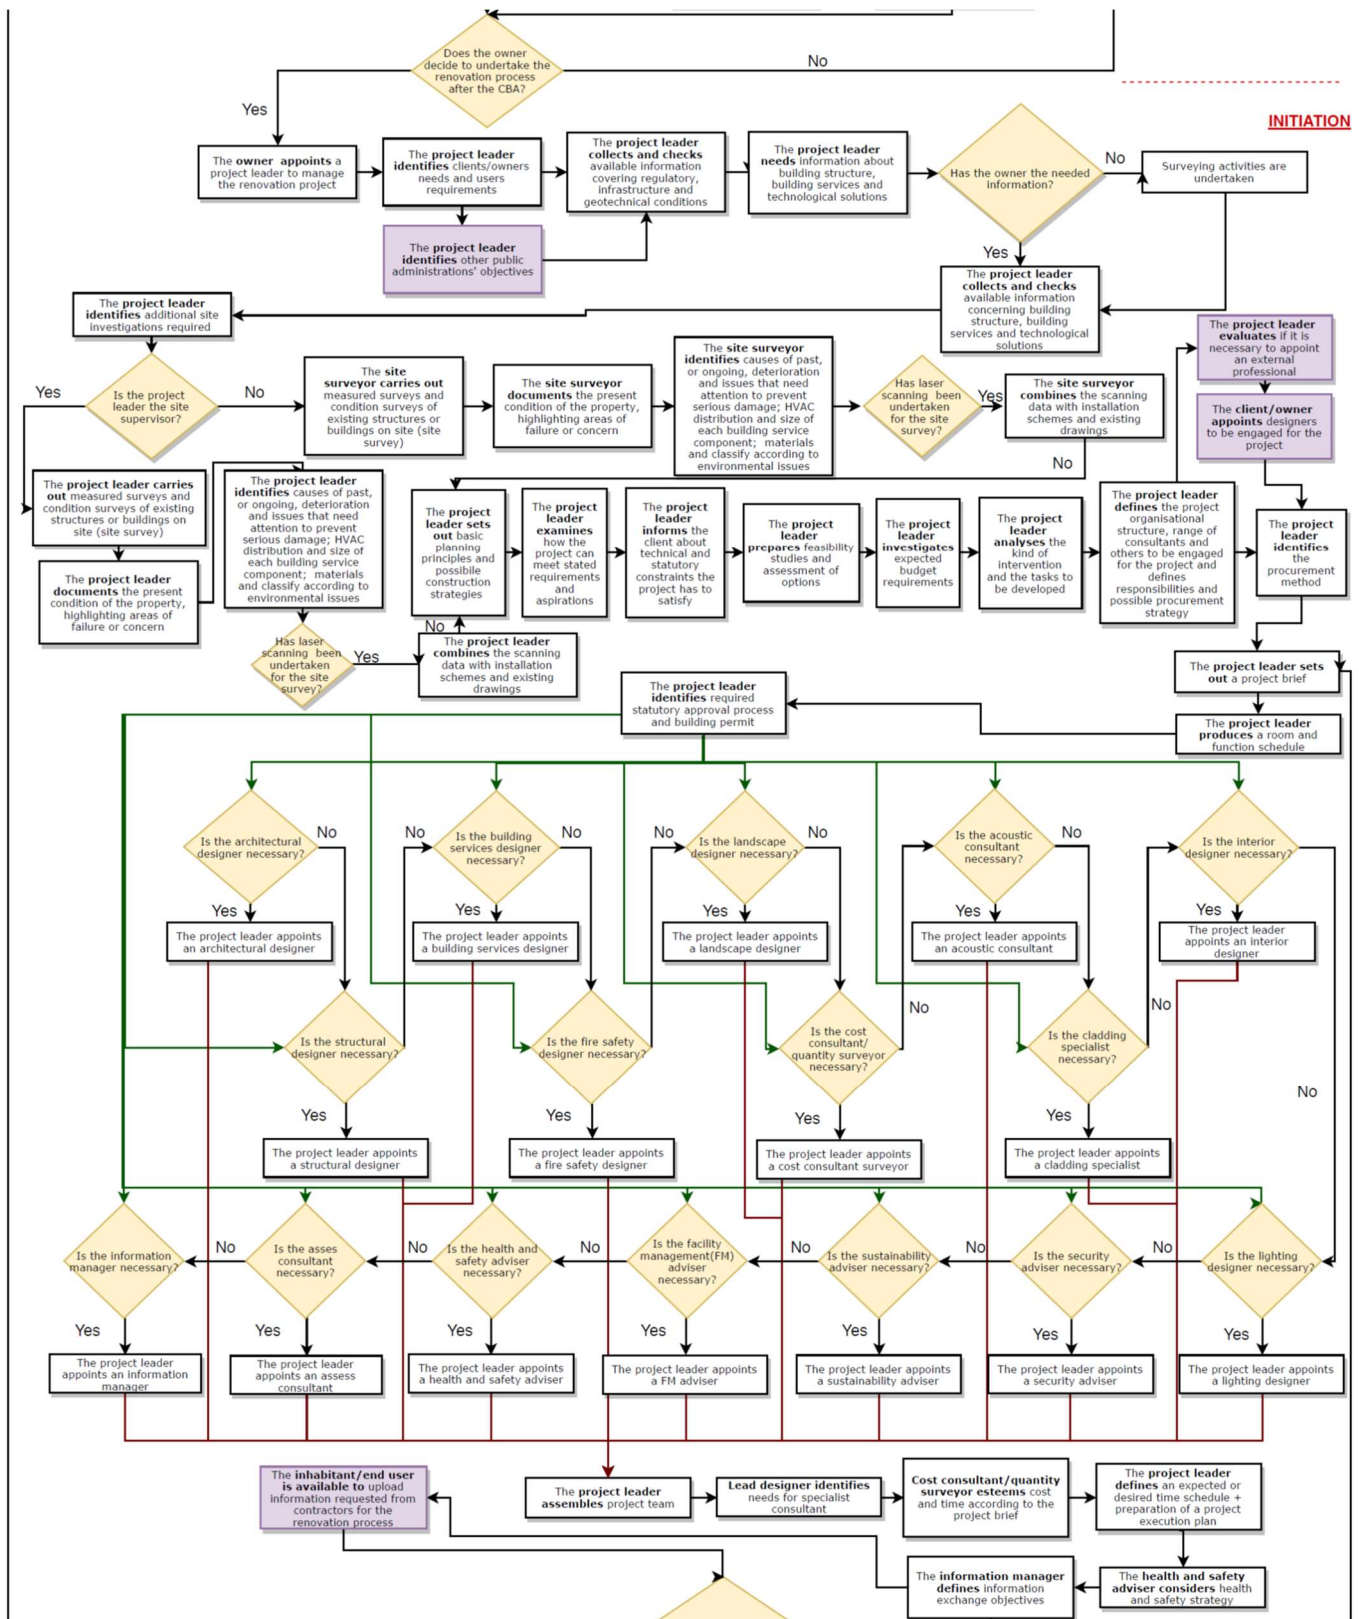 Does the owner
decide to undertake the
renovation process
after the CBA?
No
Yes
INITIATION
The owner appoints a
project leader to manage
the renovation project
The project leader
identifies clients/owners
needs and users
requirements
The project leader
collects and checks
available information
covering regulatory,
infrastructure and
geotechnical conditions
The project leader
needs information about
building structure,
building services and
technological solutions
Has the owner the needed
information?
No
Surveying activities are
undertaken
Yes
The project leader
identifies other public
administrations' objectives
The project leader
collects and checks
available information
concerning building
structure, building
services and technological
solutions
The project leader
identifies additional site
investigations required
The project leader
evaluates if it is
necessary to appoint
an external
professional
Yes
Is the project
leader the site
supervisor?
No
The site
surveyor carries out
measured surveys and
condition surveys of
existing structures or
buildings on site (site
survey)
The site surveyor
documents the present
condition of the property,
highlighting areas of
failure or concern
The site surveyor
identifies causes of past,
or ongoing, deterioration
and issues that need
attention to prevent
serious damage; HVAC
distribution and size of
each building service
component; materials
and classify according to
environmental issues
Has laser
scanning been
undertaken
for the site
survey?
Yes
The site surveyor
combines the scanning
data with installation
schemes and existing
drawings
No
The client/owner
appoints designers
to be engaged for the
project
The project leader carries
out measured surveys and
condition surveys of existing
structures or buildings on
site (site survey)
The project leader
documents the present
condition of the property,
highlighting areas of
failure or concern
The project leader
identifies causes of past,
or ongoing, deterioration
and issues that need
attention to prevent
serious damage; HVAC
distribution and size of
each building service
component; materials
and classify according to
environmental issues
The project
leader sets
out basic
planning
principles and
possible
construction
strategies
The project
leader
examines
how the
project can
meet stated
requirements
and
aspirations
The project
leader
informs the
client about
technical and
statutory
constraints the
project has to
satisfy
The project
leader
prepares feasibility
studies and
assessment of
options
The project
leader
investigates
expected
budget
requirements
The project
leader
analyses the
kind of
intervention
and the tasks to
be developed
The project leader
defines the project
organisational
structure, range of
consultants and
others to be engaged
for the project and
defines
responsibilities and
possible procurement
strategy
The project
leader
identifies
the
procurement
method
Has laser
scanning been
undertaken
for the site
survey?
Yes
No
The project leader
combines the scanning
data with installation
schemes and existing
drawings
The project leader sets
out a project brief
The project leader
produces a room and
function schedule
The project leader
identifies required
statutory approval process
and building permit
Is the architectural
designer necessary?
No
Is the building
services designer
necessary?
No
No
Is the landscape
designer necessary?
No
Is the acoustic
consultant
necessary?
No
Is the interior
designer necessary?
No
No
Yes
Yes
Yes
Yes
Yes
The project leader appoints
an architectural designer
The project leader appoints
a building services designer
The project leader appoints
a landscape designer
The project leader appoints
an acoustic consultant
The project leader
appoints an interior
designer
Is the structural
designer necessary?
Is the fire safety
designer necessary?
Is the cost
consultant/
quantity surveyor
necessary?
No
Is the cladding
specialist
necessary?
No
No
Yes
Yes
Yes
Yes
The project leader appoints
a structural designer
The project leader appoints
a fire safety designer
The project leader appoints
a cost consultant surveyor
The project leader appoints
a cladding specialist
Is the information
manager necessary?
No
Is the asses
consultant
necessary?
No
Is the health and
safety adviser
necessary?
No
Is the facility
management(FM)
adviser
necessary?
No
Is the sustainability
adviser necessary?
No
Is the security
adviser necessary?
No
Is the lighting
designer necessary?
Yes
Yes
Yes
Yes
Yes
Yes
Yes
The project leader
appoints an information
manager
The project leader
appoints an assess
consultant
The project leader appoints
a health and safety adviser
The project leader appoints
a FM adviser
The project leader appoints
a sustainability adviser
The project leader appoints
a security adviser
The project leader appoints
a lighting designer
The inhabitant/end user
is available to upload
information requested from
contractors for the
renovation process
The project leader
assembles project team
Lead designer identifies
needs for specialist
consultant
Cost consultant/quantity
surveyor esteems cost
and time according to the
project brief
The project leader
defines an expected or
desired time schedule +
preparation of a project
execution plan
The information manager
defines information
exchange objectives
The health and safety
adviser considers health
and safety strategy